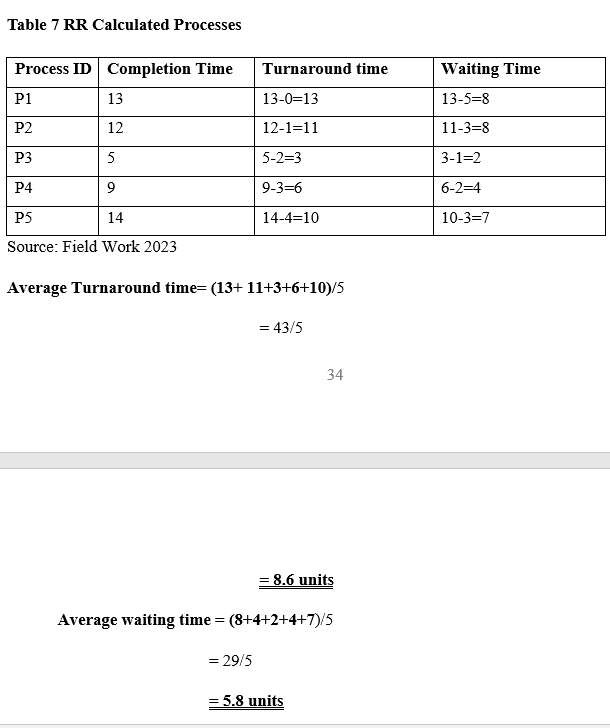 Table 7 RR Calculated Processes
Process ID Completion Time Turnaround time Waiting Time
P1 13 13-0=13 13-5=8
P2 12 12-1=11 11-3=8
P3 5 5-2=3 3-1=2
P4 9 9-3=6 6-2=4
P5 14 14-4=10 10-3=7
Source: Field Work 2023
Average Turnaround time= (13+ 11+3+6+10)/5
= 43/5
34
= 8.6 units
Average waiting time = (8+4+2+4+7)/5
= 29/5
= 5.8 units